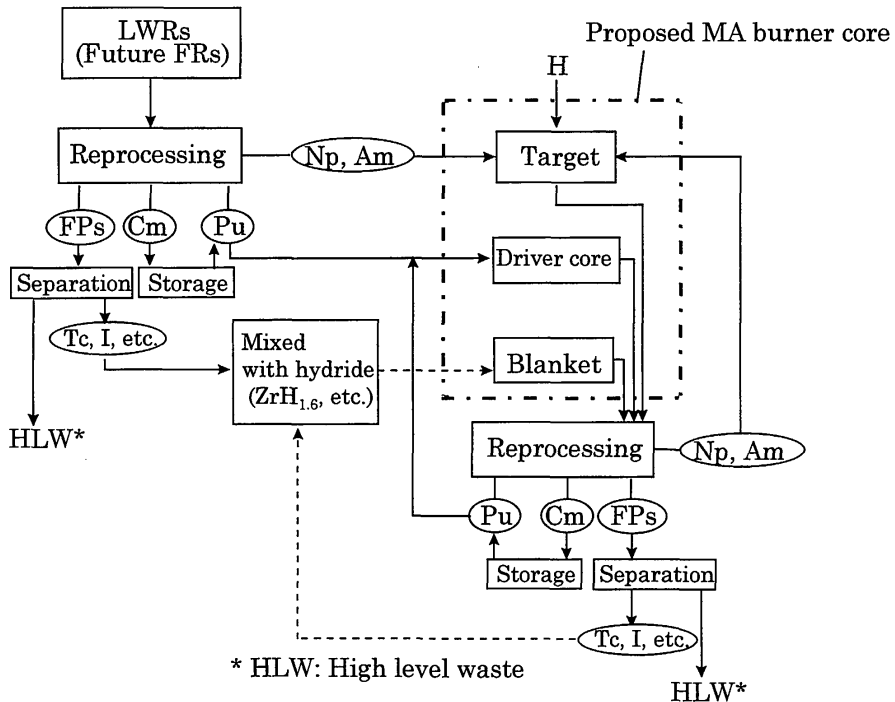 LWRs
(Future FRs)
Proposed MA burner core
H
Reprocessing
Np, Am
Target
FPs
Cm
Pu
Driver core
Separation
Storage
Tc, I, etc.
Mixed
with hydride
(ZrH1.6, etc.)
Blanket
HLW*
Reprocessing
Np, Am
Pu
Cm
FPs
Storage
Separation
Tc, I, etc.
* HLW: High level waste
HLW*